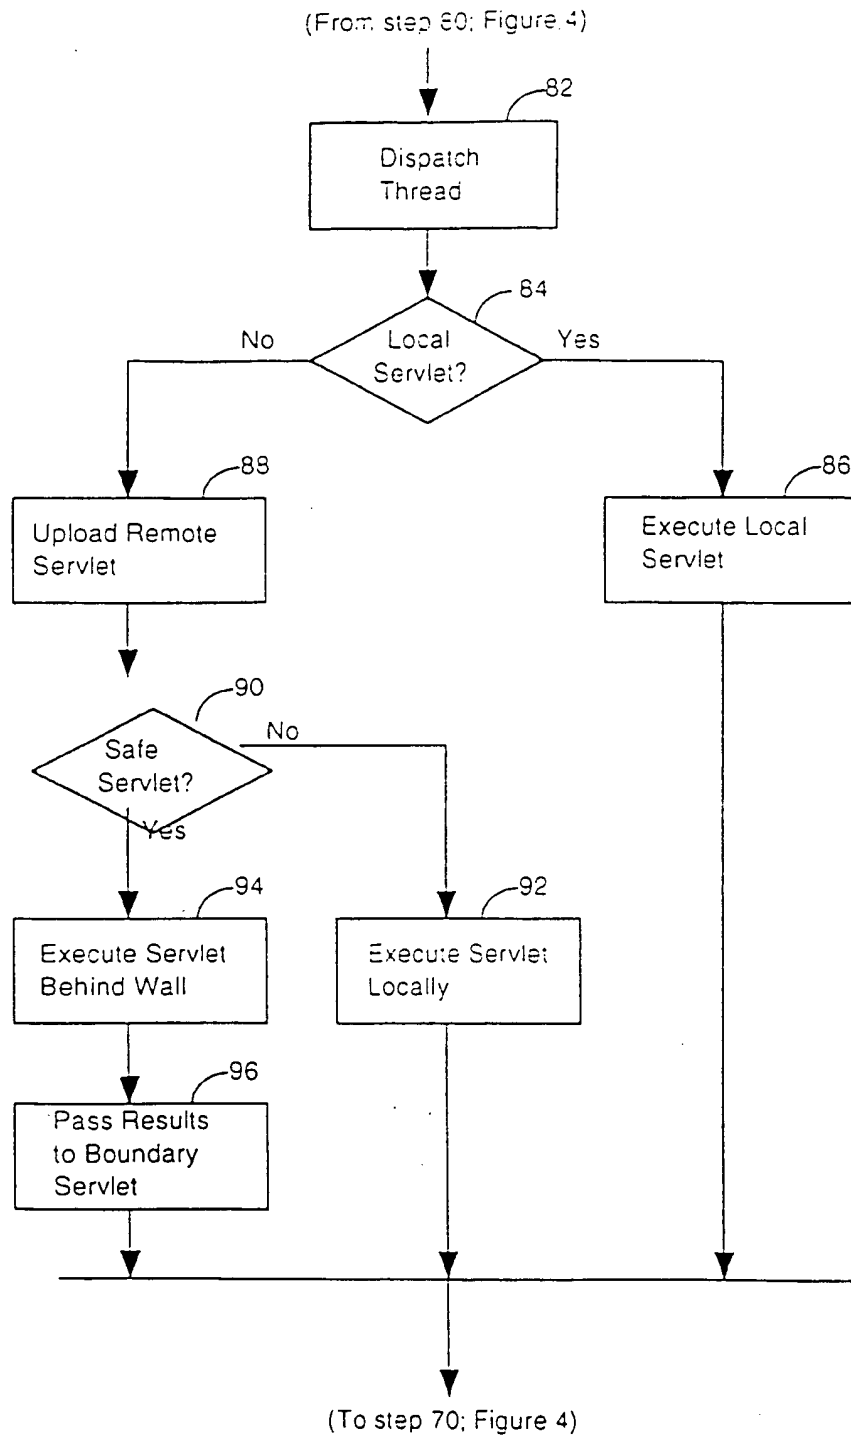 (From step 80; Figure 4)
82
Dispatch
Thread
84
No
Local
Servlet?
Yes
88
Upload Remote
Servlet
86
Execute Local
Servlet
90
Safe
Servlet?
No
Yes
94
Execute Servlet
Behind Wall
92
Execute Servlet
Locally
96
Pass Results
to Boundary
Servlet
(To step 70; Figure 4)